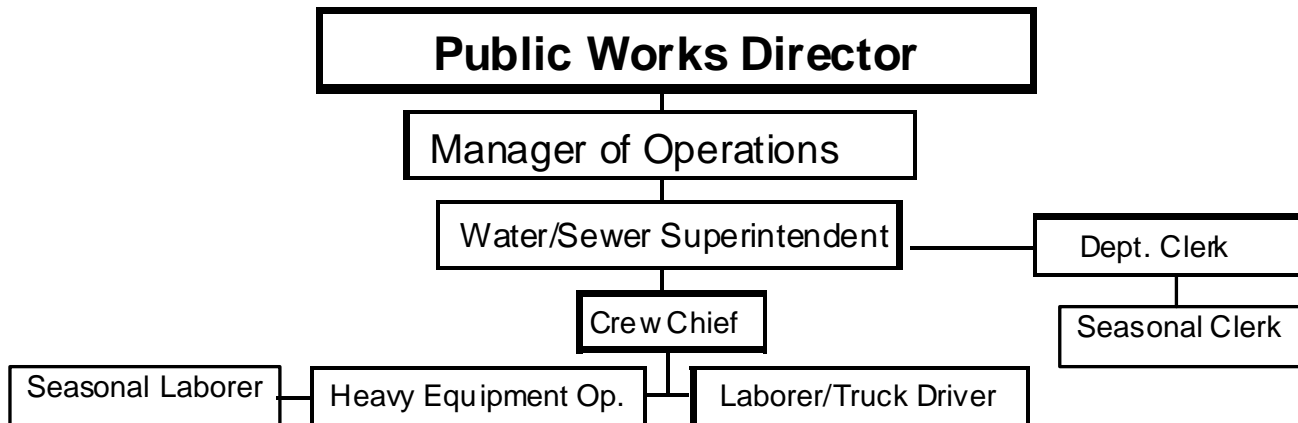 Public Works Director
Manager of Operations
Water/Sewer Superintendent
Dept. Clerk
Crew Chief
Seasonal Clerk
Seasonal Laborer
Heavy Equipment Op.
Laborer/Truck Driver